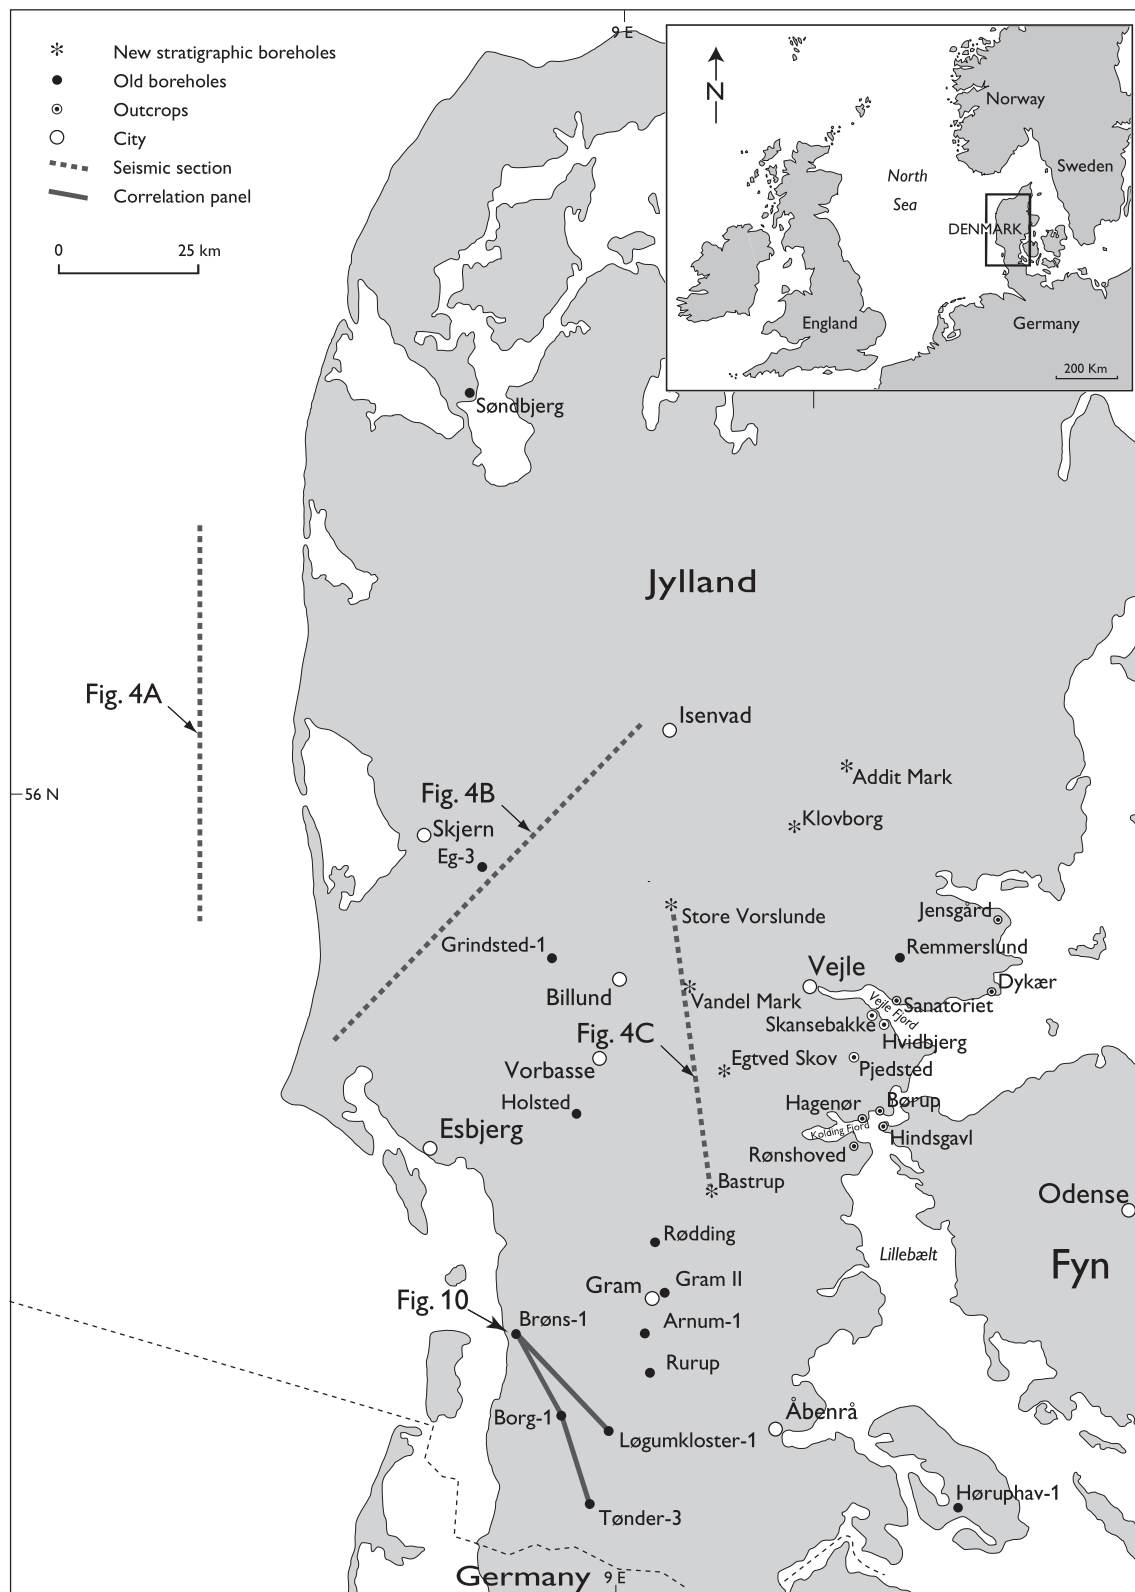 9 E
New stratigraphic boreholes
Old boreholes
Outcrops
City
Seismic section
Correlation panel
0 25 km
N
Norway
Sweden
North
Sea
DENMARK
England
Germany
200 Km
Søndbjerg
Jylland
Fig. 4A
Isenvad
Addit Mark
56 N
Fig. 4B
Klovborg
Skjern
Eg-3
Jensgård
Store Vorslunde
Grindsted-1
Remmerslund
Vejle
Dykær
Billund
Vandel Mark
Vejle Fjord
Sanatoriet
Skansebakke
Fig. 4C
Hvidbjerg
Egtved Skov
Pjedsted
Vorbasse
Holsted
Hagenør
Børup
Esbjerg
Kolding Fjord
Hindsgavl
Rønshoved
Bastrup
Odense
Rødding
Lillebælt
Fyn
Gram
Gram II
Fig. 10
Brøns-1
Arnum-1
Rurup
Borg-1
Åbenrå
Løgumkloster-1
Høruphav-1
Tønder-3
Germany
9 E